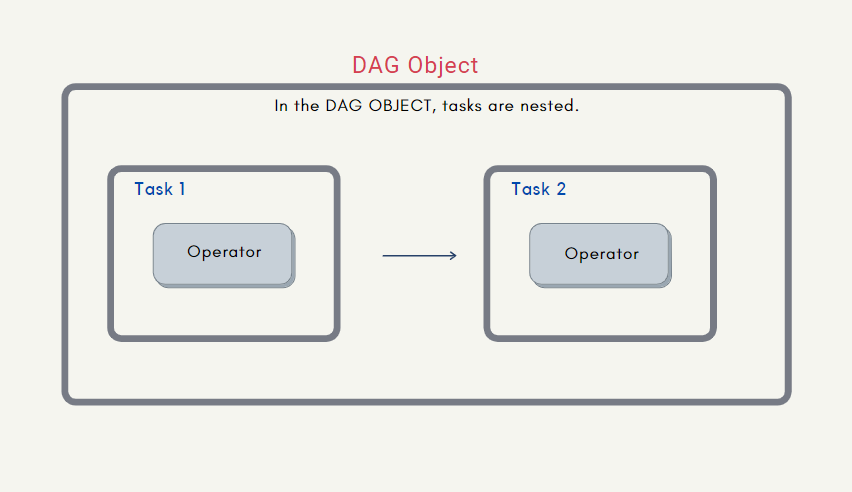 DAG Object
In the DAG OBJECT, tasks are nested.
Task 1
Task 2
Operator
Operator